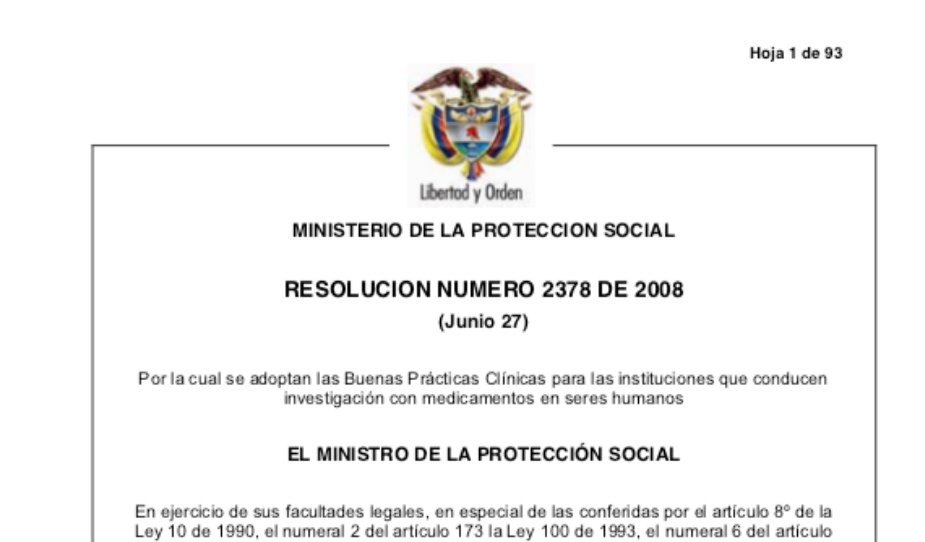 Hoja 1 de 93
Libertad y Orden
MINISTERIO DE LA PROTECCION SOCIAL
RESOLUCION NUMERO 2378 DE 2008
(Junio 27)
Por la cual se adoptan las Buenas Prácticas Clínicas para las instituciones que conducen
investigación con medicamentos en seres humanos
EL MINISTRO DE LA PROTECCIÓN SOCIAL
En ejercicio de sus facultades legales, en especial de las conferidas por el artículo 8º de la
Ley 10 de 1990, el numeral 2 del artículo 173 la Ley 100 de 1993, el numeral 6 del artículo